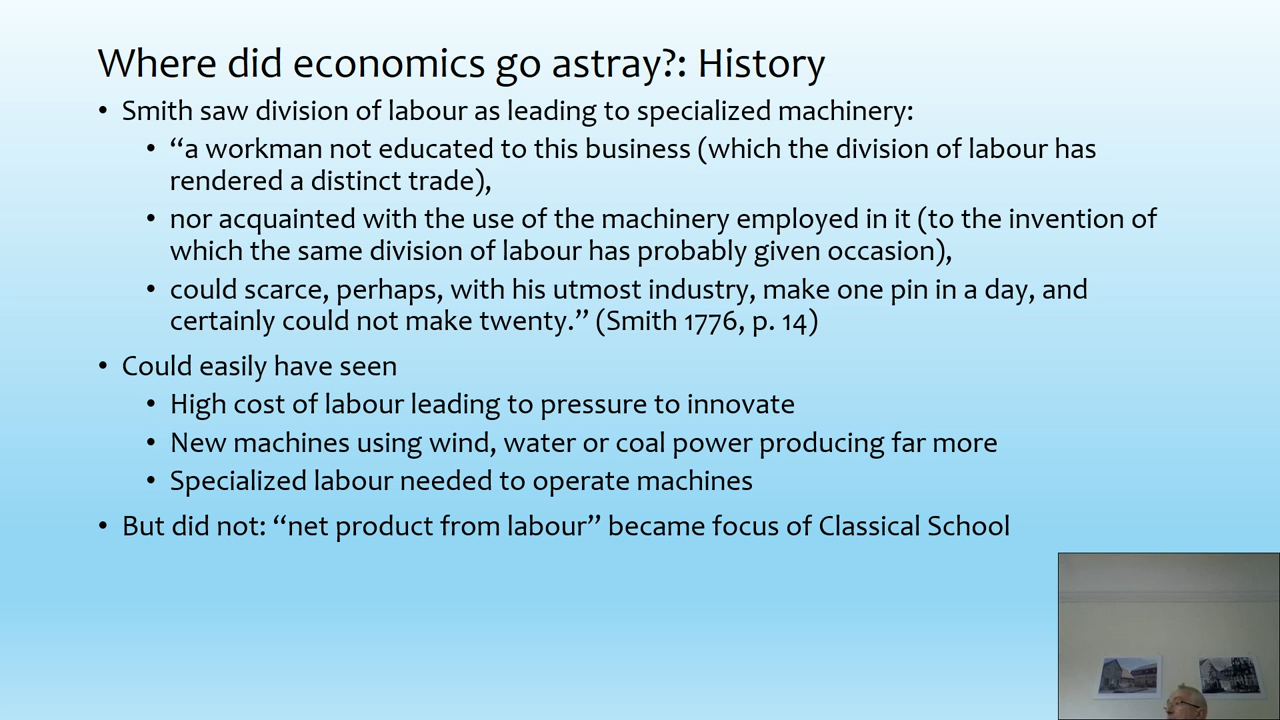 Where did economics go astray?: History
• Smith saw division of labour as leading to specialized machinery:
• “a workman not educated to this business (which the division of labour has
rendered a distinct trade),
• nor acquainted with the use of the machinery employed in it (to the invention of
which the same division of labour has probably given occasion),
• could scarce, perhaps, with his utmost industry, make one pin in a day, and
certainly could not make twenty.” (Smith 1776, p. 14)
• Could easily have seen
• High cost of labour leading to pressure to innovate
• New machines using wind, water or coal power producing far more
• Specialized labour needed to operate machines
• But did not: “net product from labour” became focus of Classical School